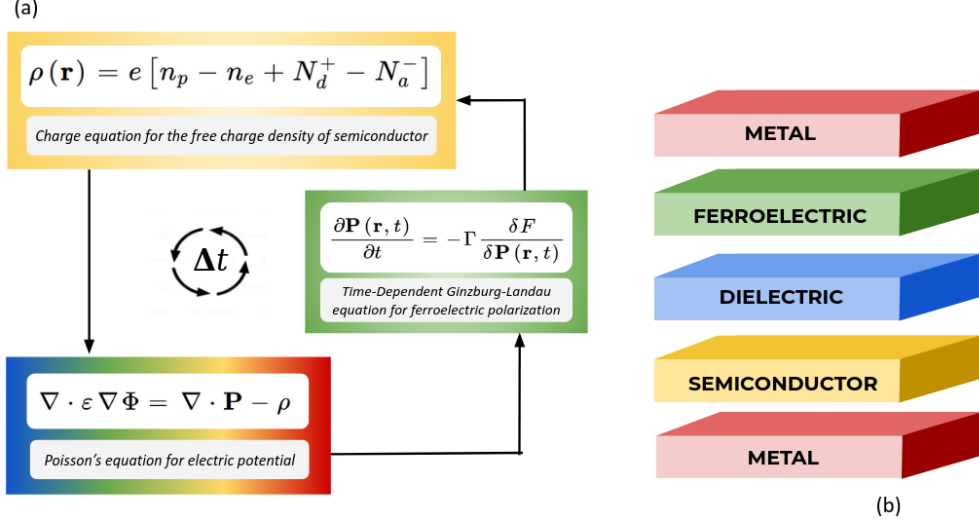 (a)
ρ(𝐫) = e [n_p − n_e + N_d^+ − N_a^−]
Charge equation for the free charge density of semiconductor
∂𝐏(𝐫, t)/∂t = −Γ δF/δ𝐏(𝐫, t)
Time-Dependent Ginzburg-Landau
equation for ferroelectric polarization
Δt
∇ · ε∇Φ = ∇ · 𝐏 − ρ
Poisson's equation for electric potential
METAL
FERROELECTRIC
DIELECTRIC
SEMICONDUCTOR
METAL
(b)